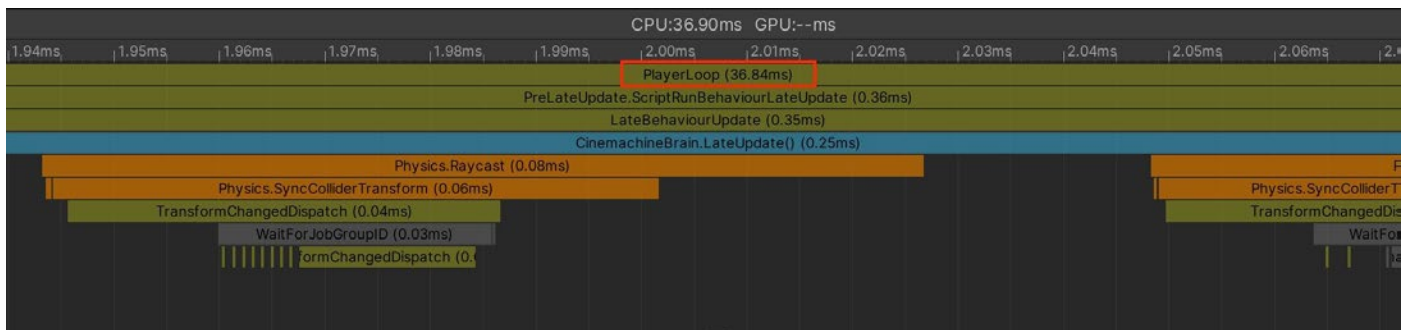 CPU:36.90ms GPU:--ms
1.94ms 1.95ms 1.96ms 1.97ms 1.98ms 1.99ms 2.00ms 2.01ms 2.02ms 2.03ms 2.04ms 2.05ms 2.06ms
PlayerLoop (36.84ms)
PreLateUpdate.ScriptRunBehaviourLateUpdate (0.36ms)
LateBehaviourUpdate (0.35ms)
CinemachineBrain.LateUpdate() (0.25ms)
Physics.Raycast (0.08ms)
Physics.SyncColliderTransform (0.06ms) Physics.SyncColliderT
TransformChangedDispatch (0.04ms) TransformChangedDis
WaitForJobGroupID (0.03ms) WaitFo
formChangedDispatch (0.